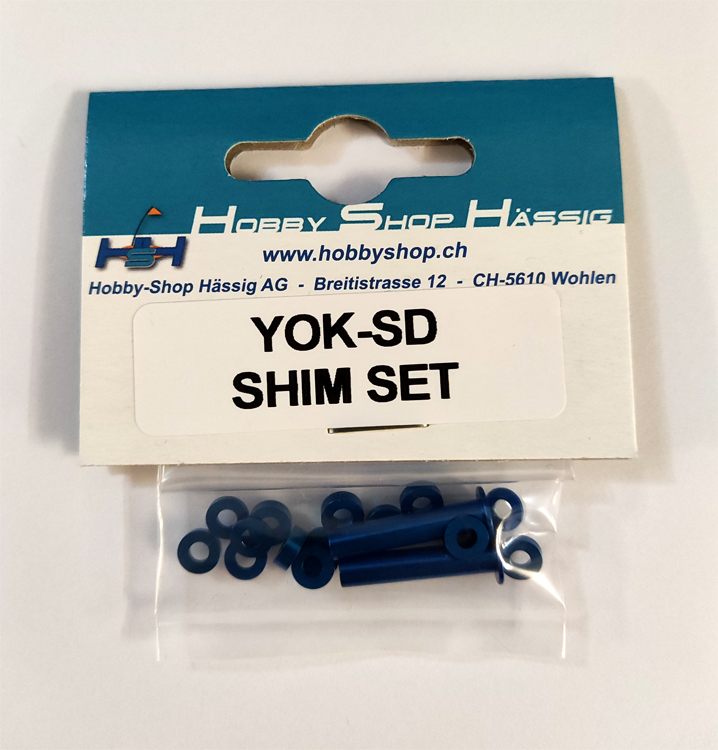 HOBBY SHOP HÄSSIG
HSH
www.hobbyshop.ch
Hobby-Shop Hässig AG - Breitistrasse 12 - CH-5610 Wohlen
YOK-SD
SHIM SET